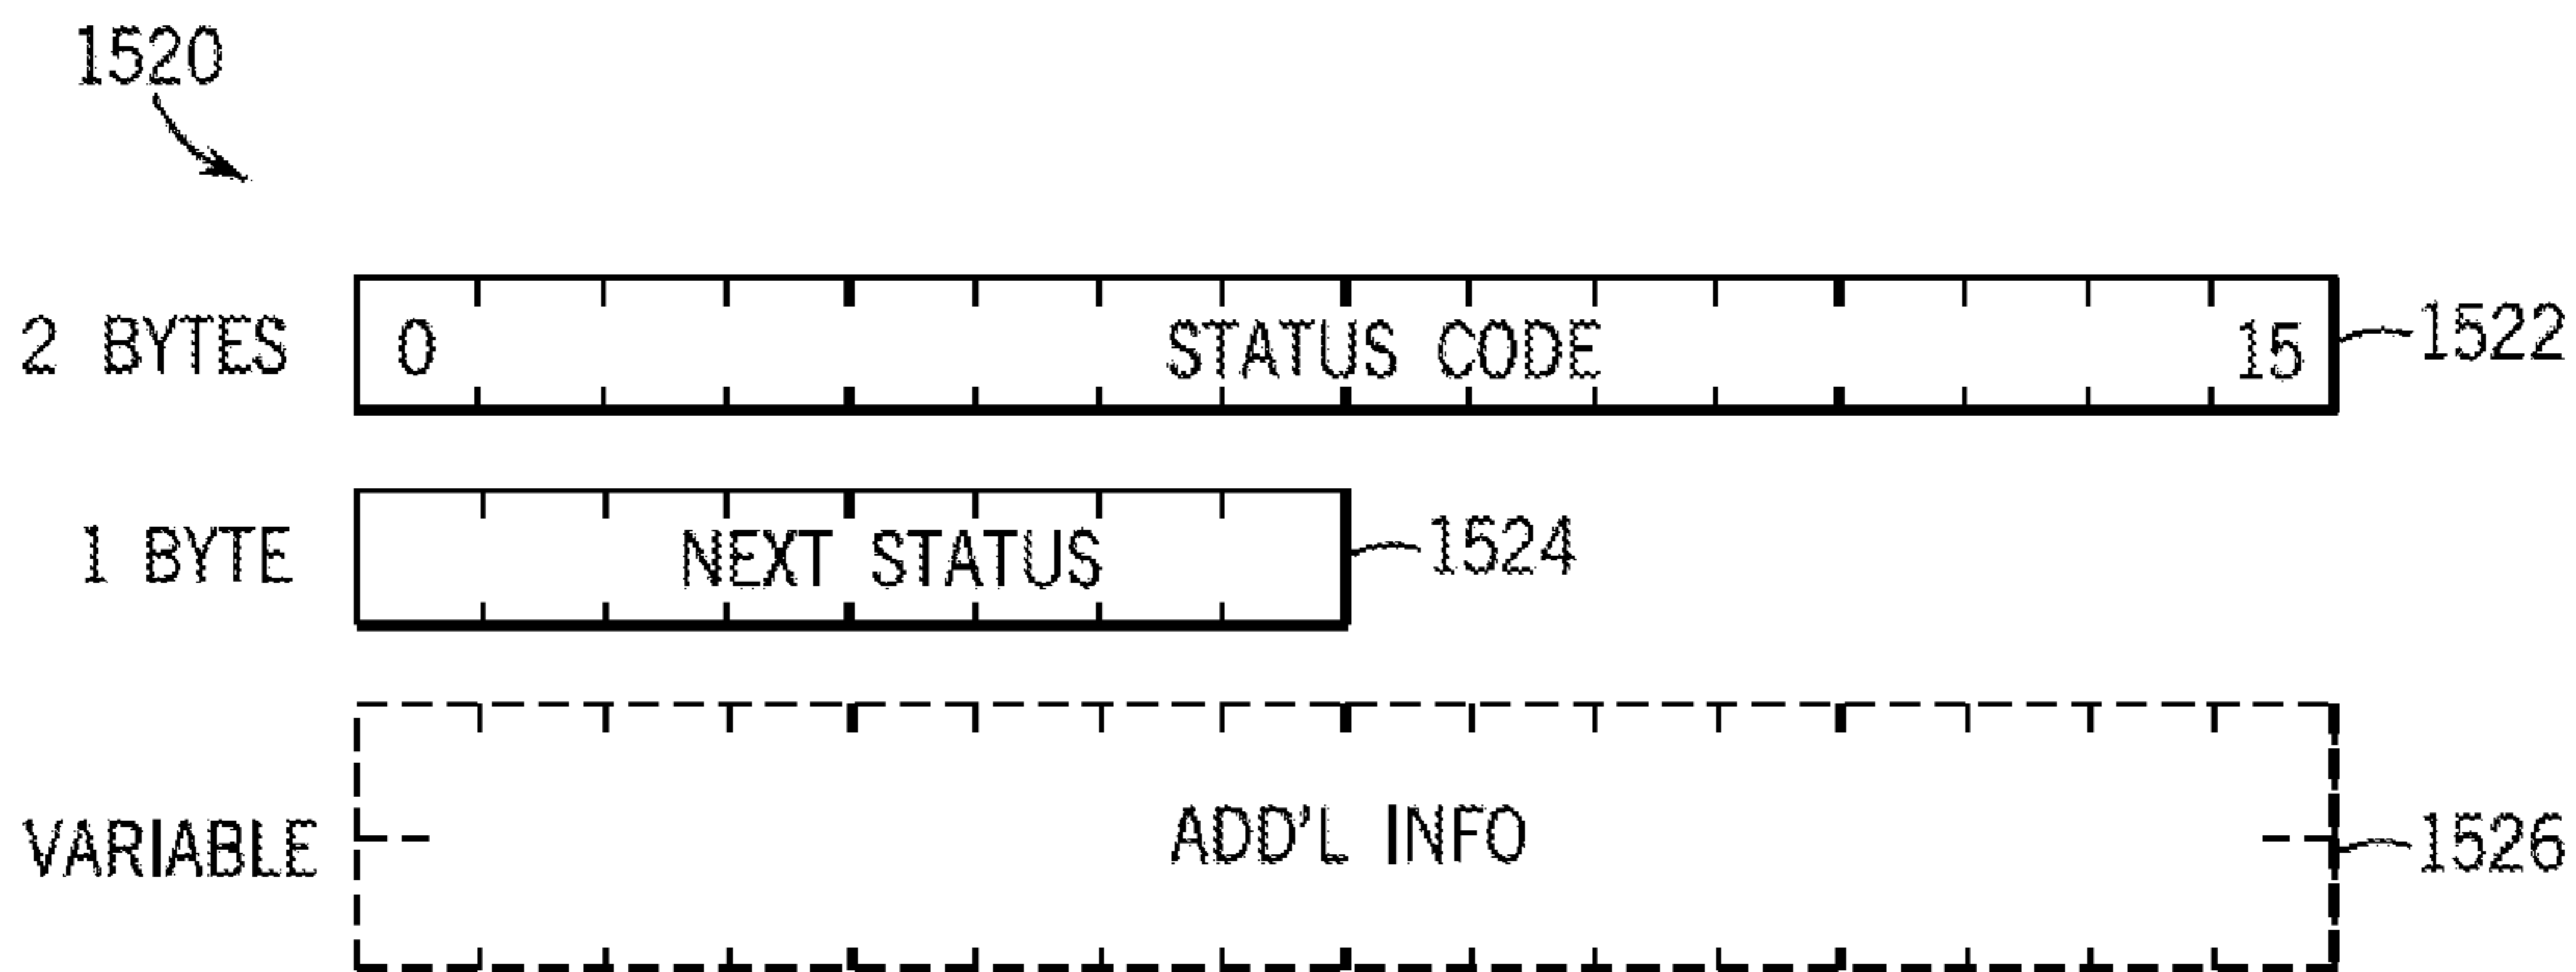 1520
2 BYTES 0 STATUS CODE 15 1522
1 BYTE NEXT STATUS 1524
VARIABLE ADD'L INFO 1526